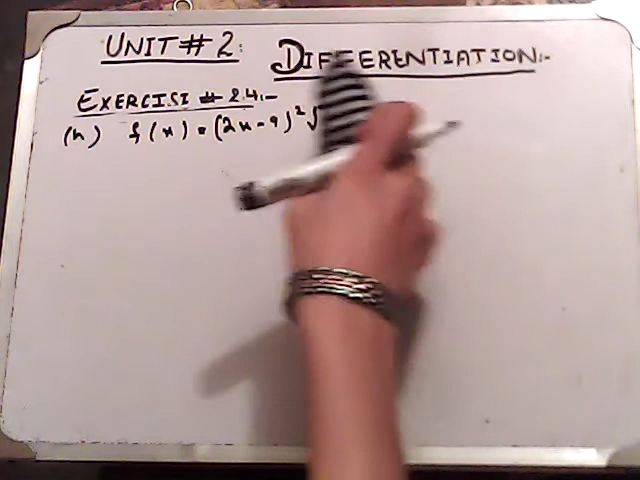 UNIT # 2: DIFFERENTIATION:-
EXERCISE # 2.4:-
(h) f(x) = (2x-9)² √